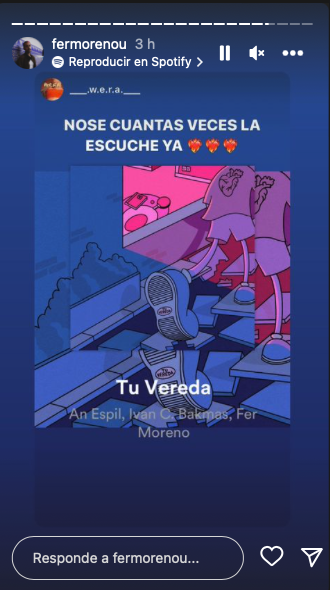 fermorenou 3 h
Reproducir en Spotify >
___.w.e.r.a.___
NOSE CUANTAS VECES LA
ESCUCHE YA ❤️‍🔥❤️‍🔥❤️‍🔥
Tu Vereda
An Espil, Ivan C. Bakmas, Fer
Moreno
Responde a fermorenou...